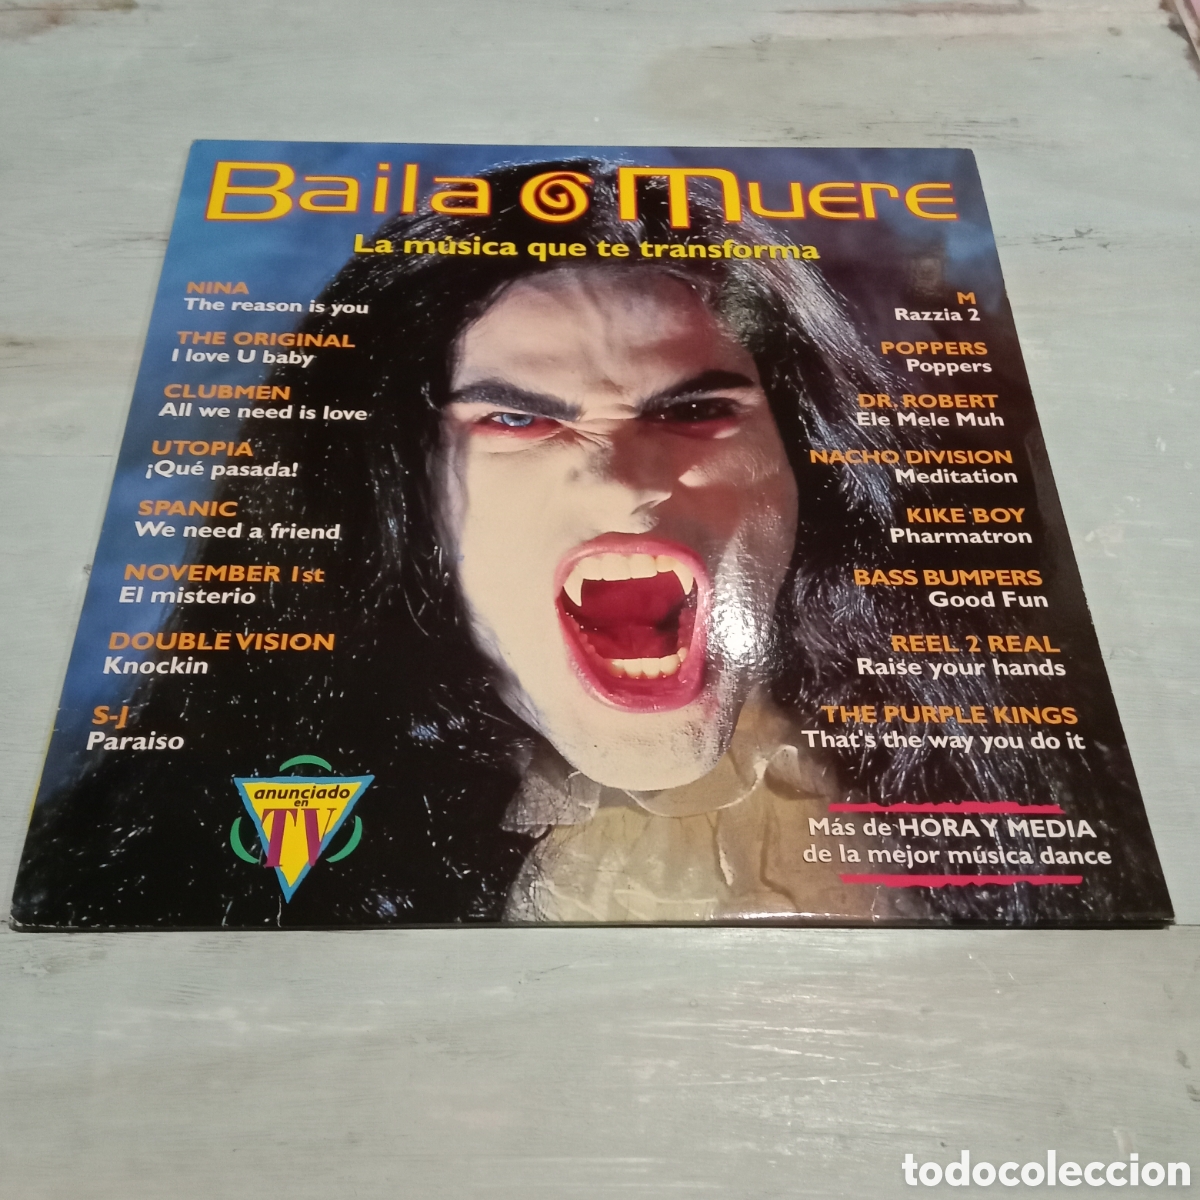 Baila o Muere
La música que te transforma
NINA
The reason is you
THE ORIGINAL
I love U baby
CLUBMEN
All we need is love
UTOPIA
¡Qué pasada!
SPANIC
We need a friend
NOVEMBER 1st
El misterio
DOUBLE VISION
Knockin
S-J
Paraiso
M
Razzia 2
POPPERS
Poppers
DR. ROBERT
Ele Mele Muh
NACHO DIVISION
Meditation
KIKE BOY
Pharmatron
BASS BUMPERS
Good Fun
REEL 2 REAL
Raise your hands
THE PURPLE KINGS
That's the way you do it
anunciado
en
TV
Más de HORA Y MEDIA
de la mejor música dance
todocoleccion